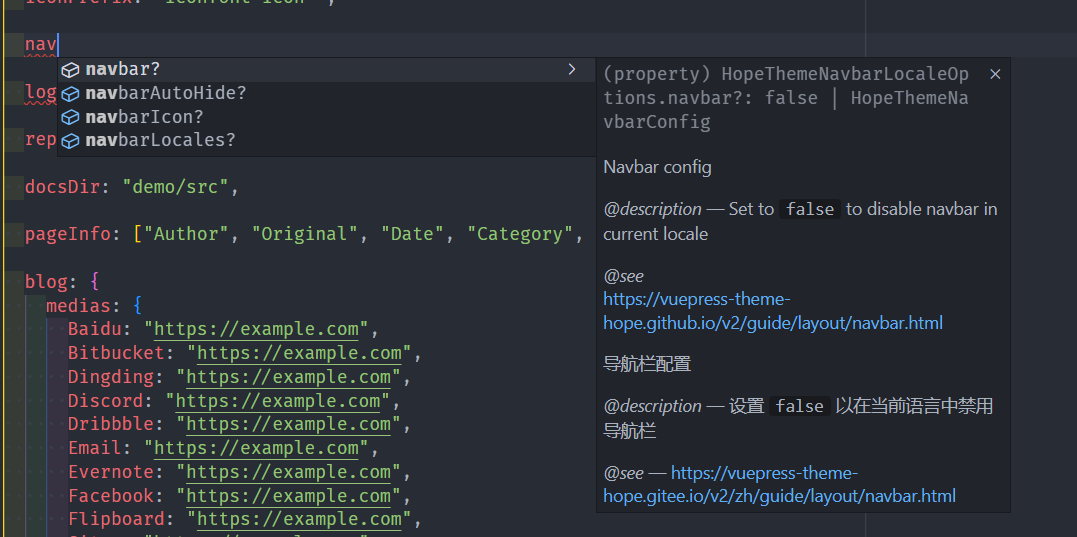 nav
navbar?
navbarAutoHide?
navbarIcon?
navbarLocales?
log
rep
docsDir: "demo/src",
pageInfo: ["Author", "Original", "Date", "Category",
blog: {
medias: {
Baidu: "https://example.com",
Bitbucket: "https://example.com",
Dingding: "https://example.com",
Discord: "https://example.com",
Dribbble: "https://example.com",
Email: "https://example.com",
Evernote: "https://example.com",
Facebook: "https://example.com",
Flipboard: "https://example.com",
(property) HopeThemeNavbarLocaleOp
tions.navbar?: false | HopeThemeNa
vbarConfig
Navbar config
@description — Set to false to disable navbar in
current locale
@see
https://vuepress-theme-
hope.github.io/v2/guide/layout/navbar.html
导航栏配置
@description — 设置 false 以在当前语言中禁用
导航栏
@see — https://vuepress-theme-
hope.gitee.io/v2/zh/guide/layout/navbar.html